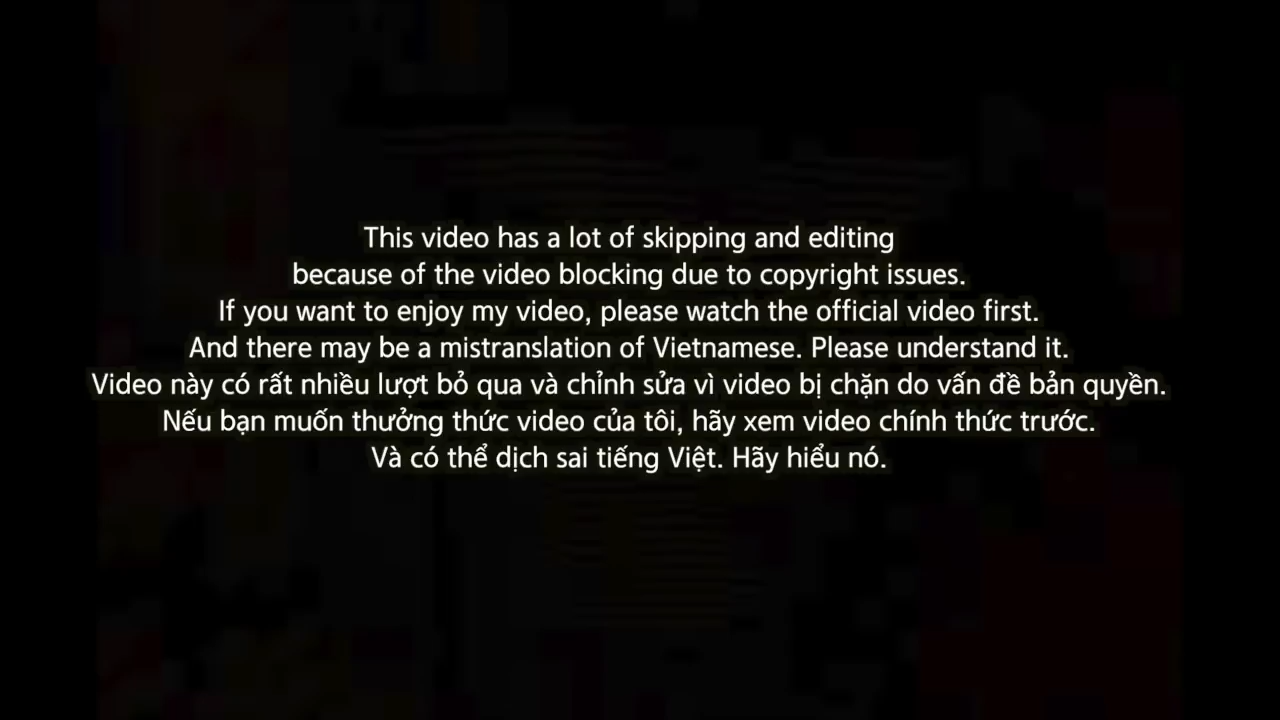 This video has a lot of skipping and editing
because of the video blocking due to copyright issues.
If you want to enjoy my video, please watch the official video first.
And there may be a mistranslation of Vietnamese. Please understand it.
Video này có rất nhiều lượt bỏ qua và chỉnh sửa vì video bị chặn do vấn đề bản quyền.
Nếu bạn muốn thưởng thức video của tôi, hãy xem video chính thức trước.
Và có thể dịch sai tiếng Việt. Hãy hiểu nó.